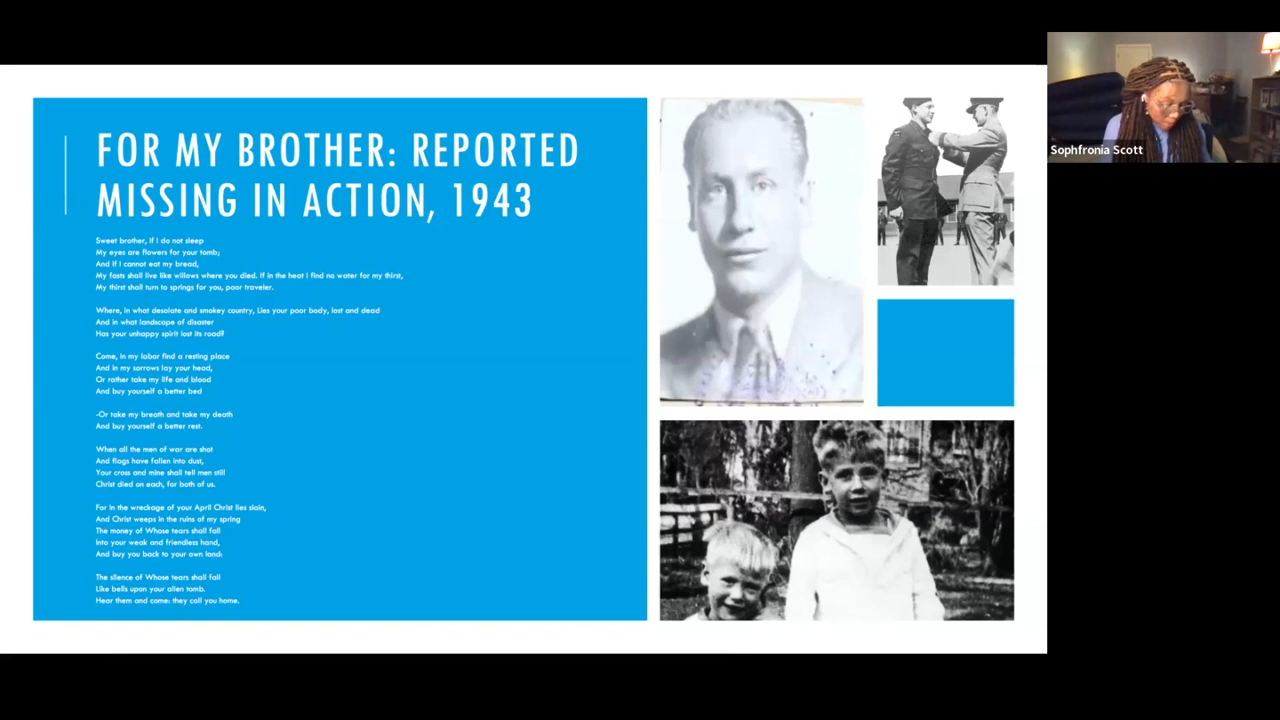 FOR MY BROTHER: REPORTED
MISSING IN ACTION, 1943
Sweet brother, if I do not sleep
My eyes are flowers for your tomb;
And if I cannot eat my bread,
My fasts shall live like willows where you died. If in the heat I find no water for my thirst,
My thirst shall turn to springs for you, poor traveler.
Where, in what desolate and smokey country, Lies your poor body, lost and dead
And in what landscape of disaster
Has your unhappy spirit lost its road?
Come, in my labor find a resting place
And in my sorrows lay your head,
Or rather take my life and blood
And buy yourself a better bed
-Or take my breath and take my death
And buy yourself a better rest.
When all the men of war are shot
And flags have fallen into dust,
Your cross and mine shall tell men still
Christ died on each, for both of us.
For in the wreckage of your April Christ lies slain,
And Christ weeps in the ruins of my spring
The money of Whose tears shall fall
Into your weak and friendless hand,
And buy you back to your own land:
The silence of Whose tears shall fall
Like bells upon your alien tomb.
Hear them and come: they call you home.
Sophfronia Scott